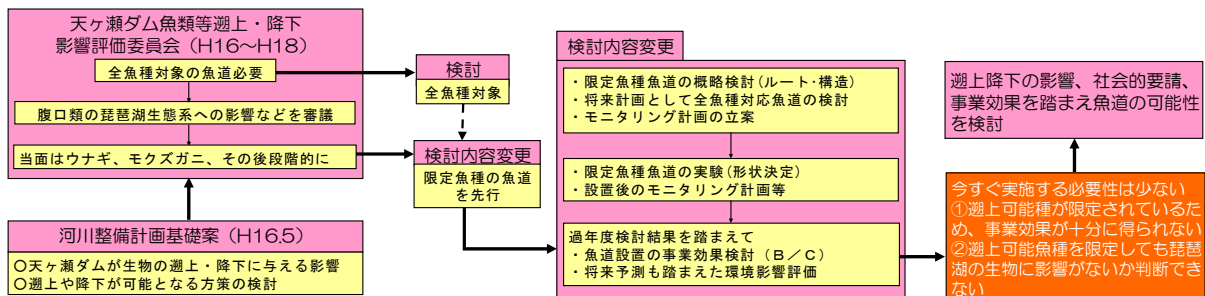 天ヶ瀬ダム魚類等遡上・降下
影響評価委員会（H16～H18）
全魚種対象の魚道必要
腹口類の琵琶湖生態系への影響などを審議
当面はウナギ、モクズガニ、その後段階的に
河川整備計画基礎案（H16.5）
〇天ヶ瀬ダムが生物の遡上・降下に与える影響
〇遡上や降下が可能となる方策の検討
検討
全魚種対象
検討内容変更
限定魚種の魚道
を先行
検討内容変更
・限定魚種魚道の概略検討(ルート・構造)
・将来計画として全魚種対応魚道の検討
・モニタリング計画の立案
・限定魚種魚道の実験(形状決定)
・設置後のモニタリング計画等
過年度検討結果を踏まえて
・魚道設置の事業効果検討（Ｂ／Ｃ）
・将来予測も踏まえた環境影響評価
遡上降下の影響、社会的要請、
事業効果を踏まえ魚道の可能性
を検討
今すぐ実施する必要性は少ない
①遡上可能種が限定されているた
め、事業効果が十分に得られない
②遡上可能魚種を限定しても琵琶
湖の生物に影響がないか判断でき
ない